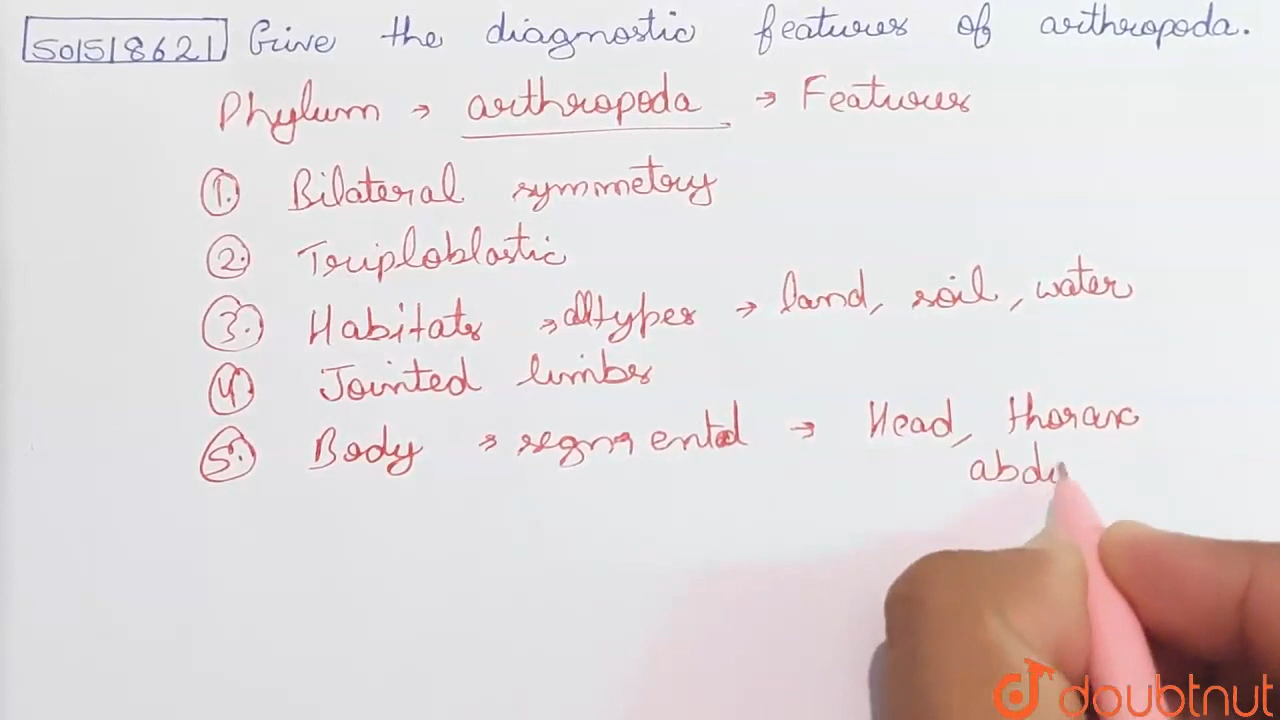 50518621 Give the diagnostic features of arthropoda.
Phylum → arthropoda → Features
1. Bilateral symmetry
2. Triploblastic
3. Habitats → all types → land, soil, water
4. Jointed limbs
5. Body → segmented → Head, thorax
abdo
doubtnut